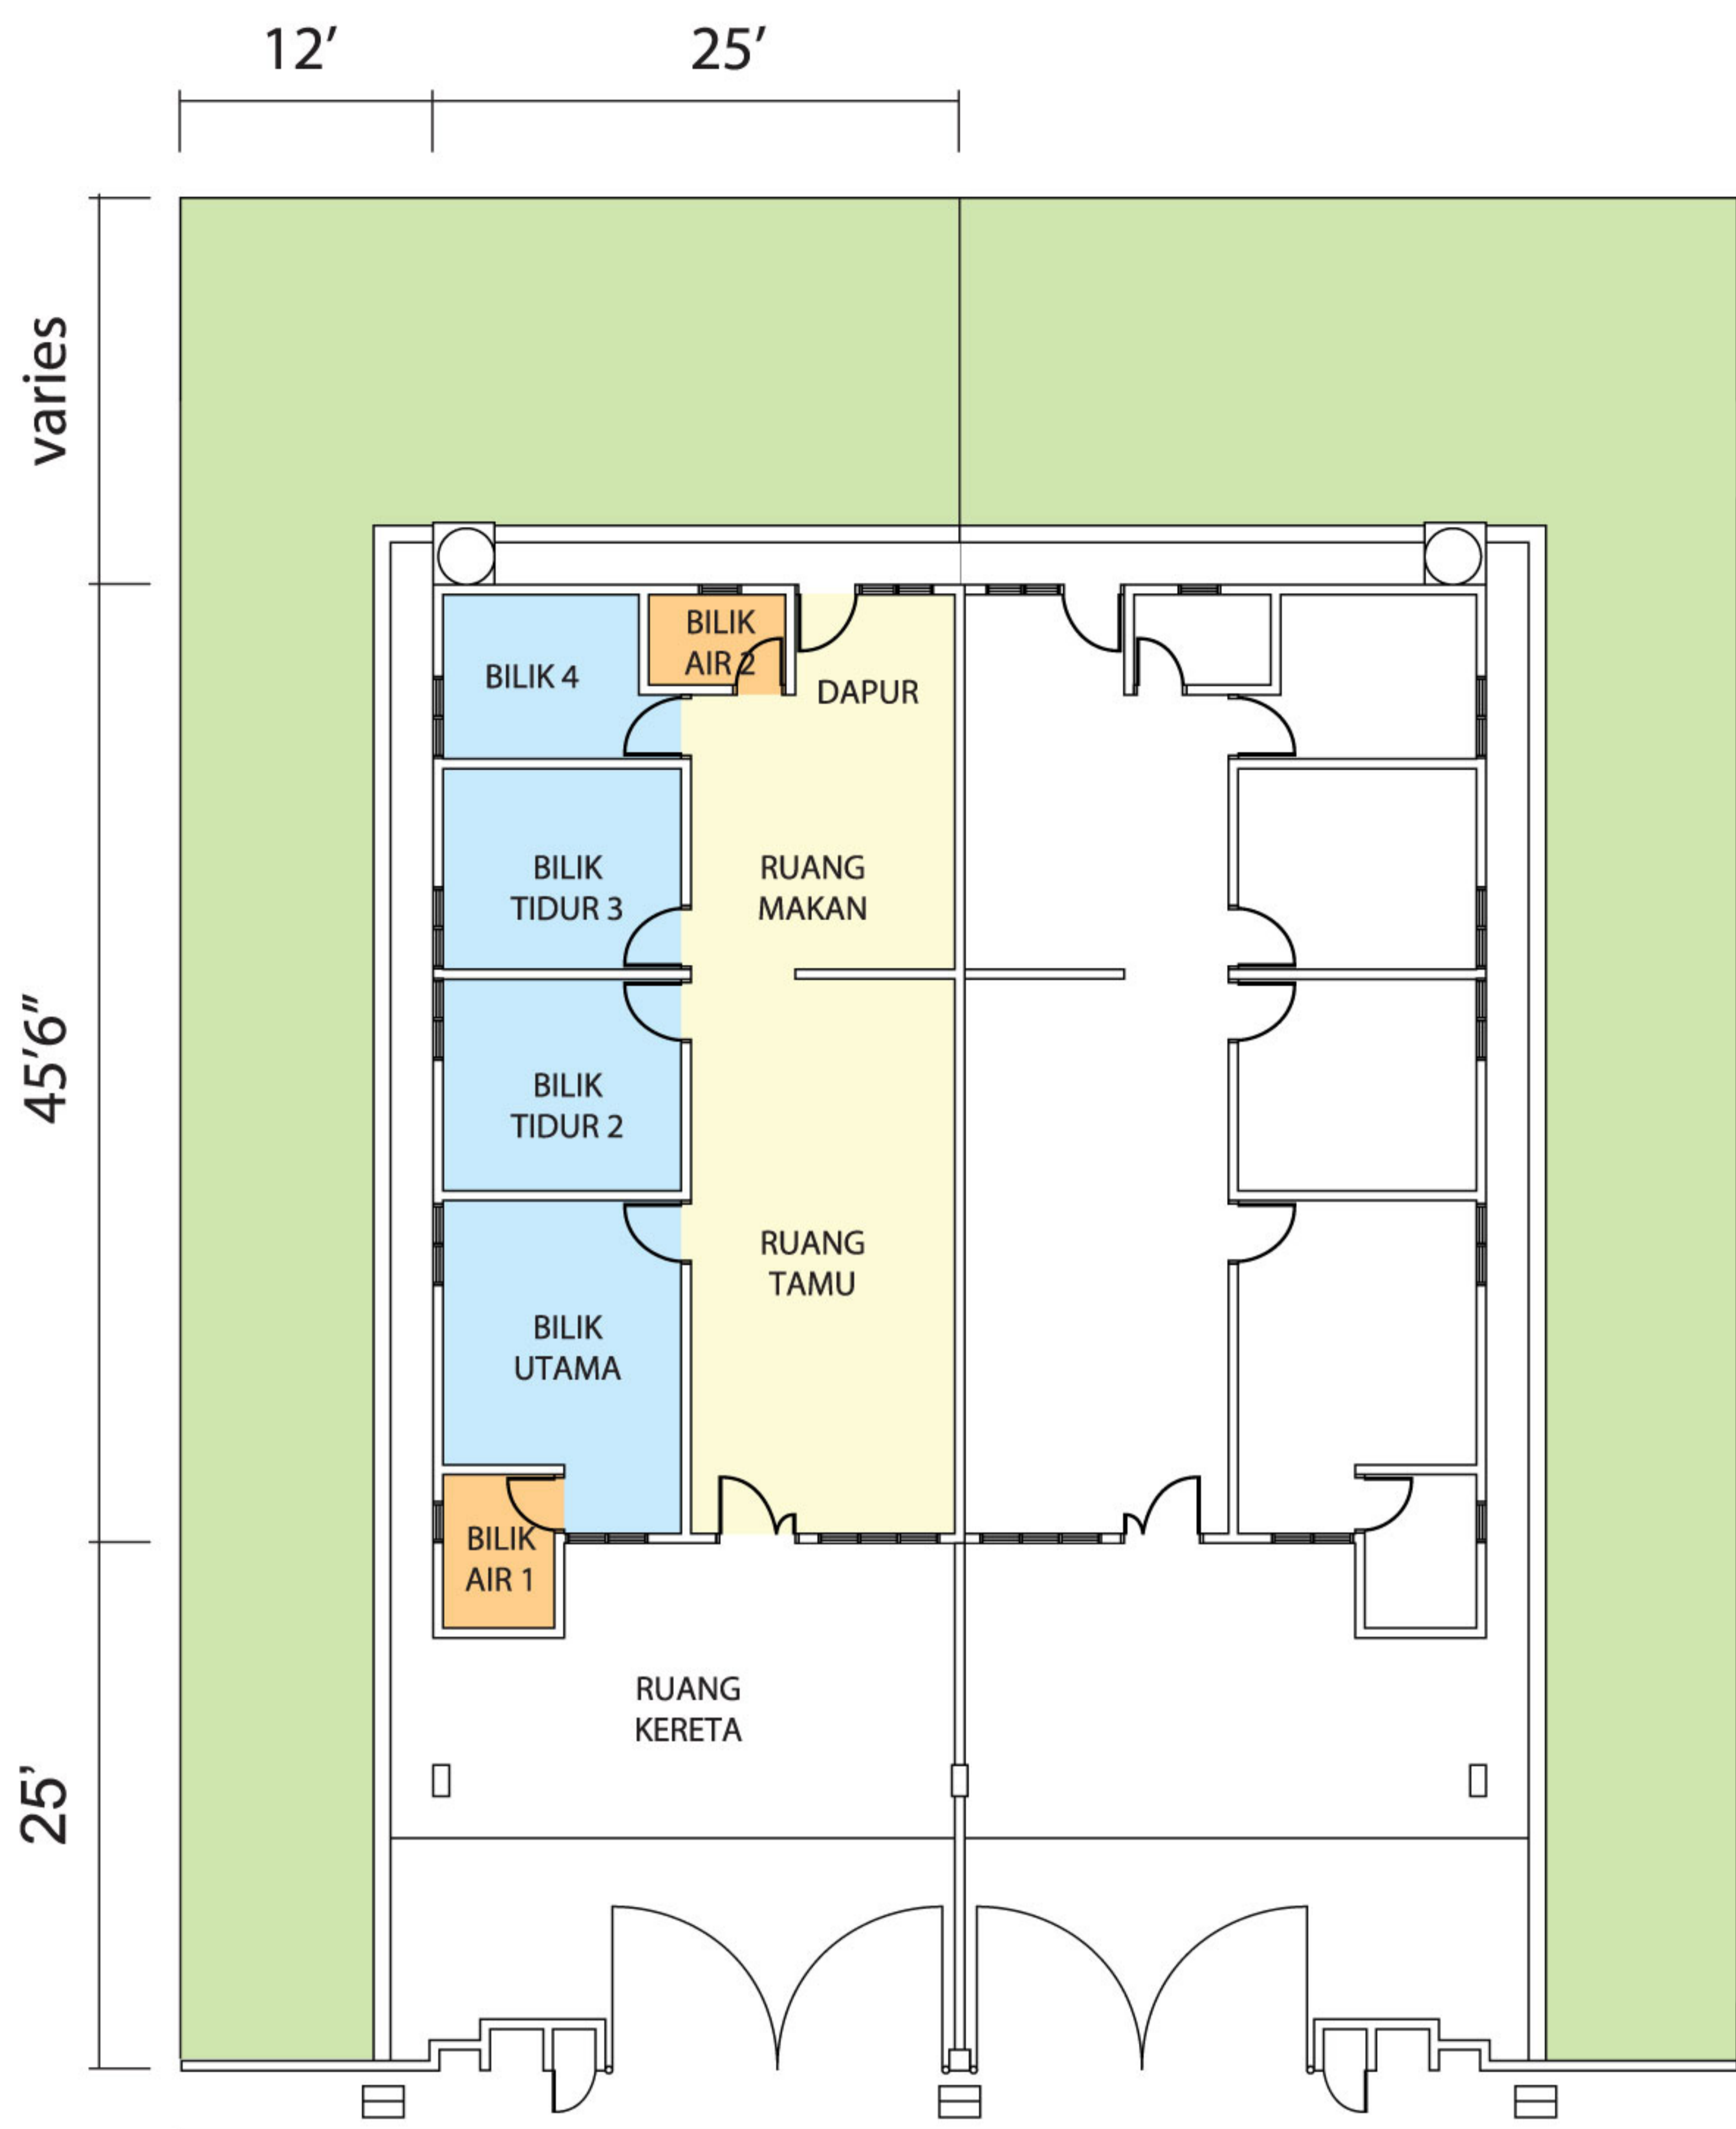 12’
25’
varies
BILIK
AIR 2
BILIK 4
DAPUR
BILIK
TIDUR 3
RUANG
MAKAN
45’6”
BILIK
TIDUR 2
RUANG
TAMU
BILIK
UTAMA
BILIK
AIR 1
RUANG
KERETA
25’